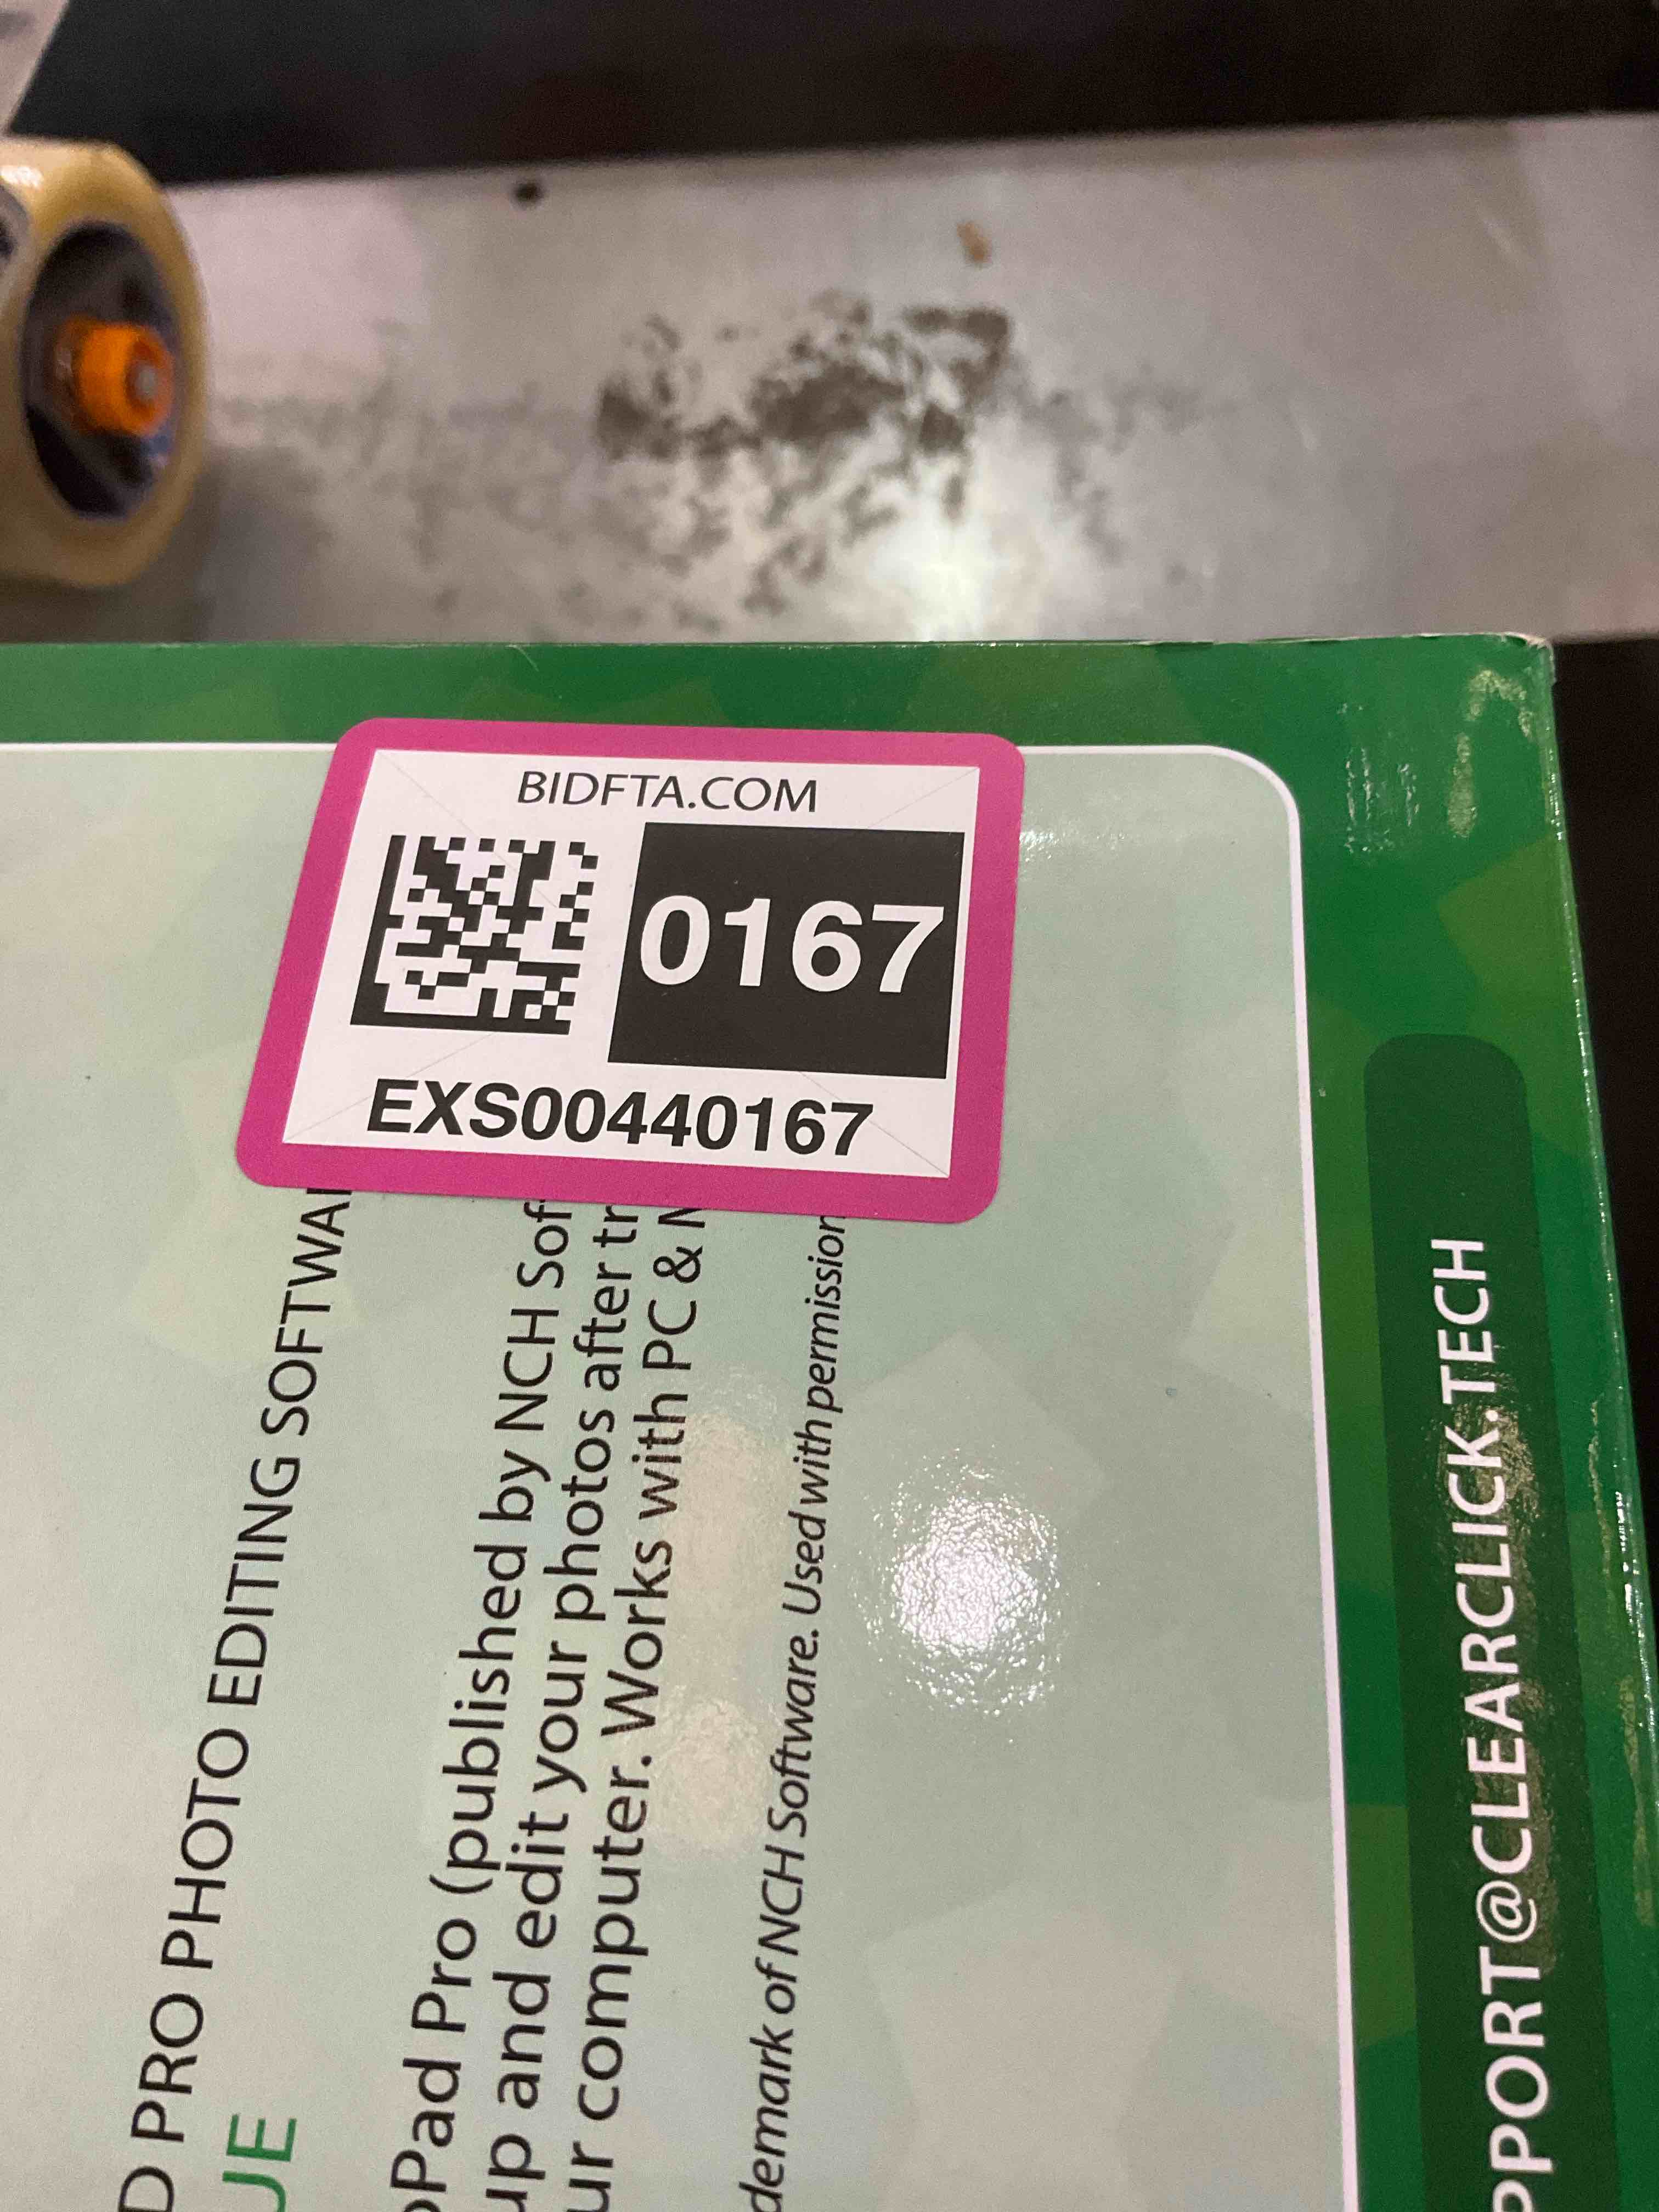 BIDFTA.COM
0167
EXS00440167
PRO PHOTO EDITING SOFTWA
UE
Pad Pro (published by NCH Sof
up and edit your photos after tr
ur computer. Works with PC &
demark of NCH Software. Used with permission
PPORT@CLEARCLICK.TECH